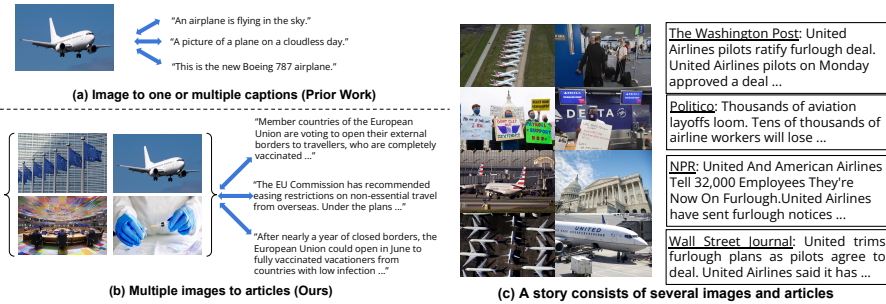 "An airplane is flying in the sky."
"A picture of a plane on a cloudless day."
"This is the new Boeing 787 airplane."
(a) Image to one or multiple captions (Prior Work)
"Member countries of the European
Union are voting to open their external
borders to travellers, who are completely
vaccinated ..."
"The EU Commission has recommended
easing restrictions on non-essential travel
from overseas. Under the plans ..."
"After nearly a year of closed borders, the
European Union could open in June to
fully vaccinated vacationers from
countries with low infection ..."
(b) Multiple images to articles (Ours)
DELTA
UNITED
The Washington Post: United
Airlines pilots ratify furlough deal.
United Airlines pilots on Monday
approved a deal ...
Politico: Thousands of aviation
layoffs loom. Tens of thousands of
airline workers will lose ...
NPR: United And American Airlines
Tell 32,000 Employees They're
Now On Furlough.United Airlines
have sent furlough notices ...
Wall Street Journal: United trims
furlough plans as pilots agree to
deal. United Airlines said it has ...
(c) A story consists of several images and articles